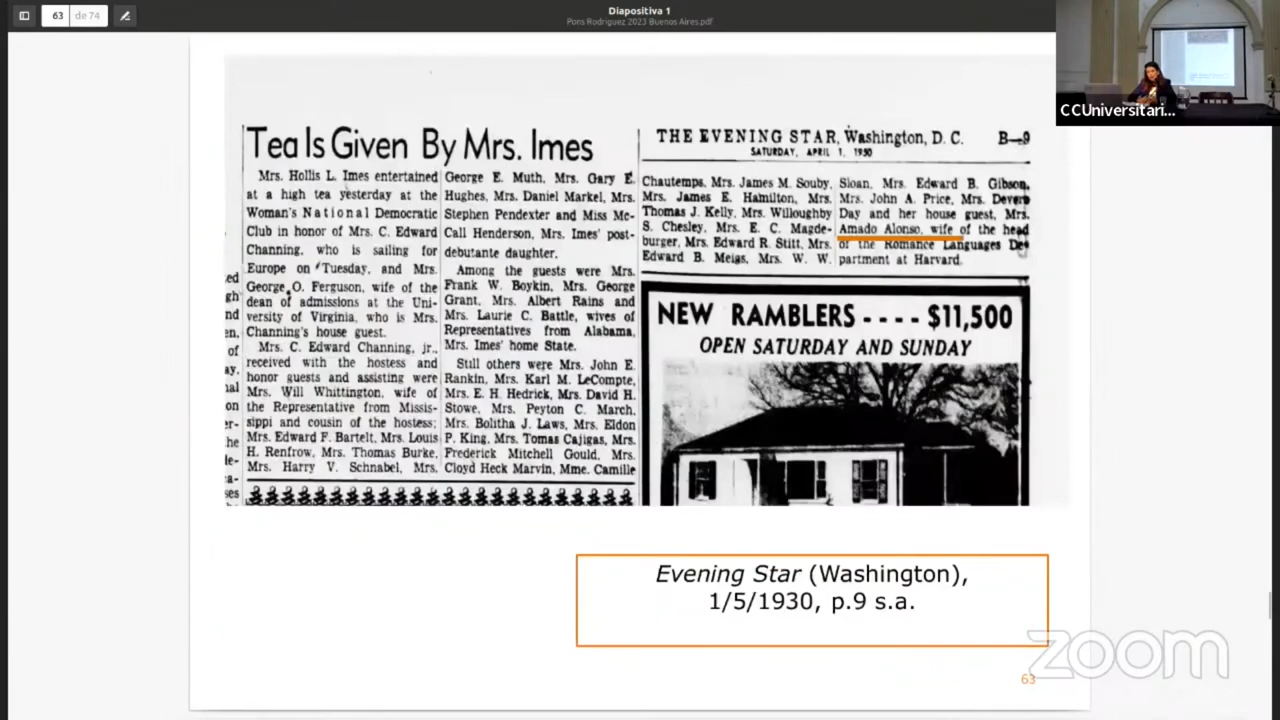 63 de 74
Diapositiva 1
Pons Rodriguez 2023 Buenos Aires.pdf
CCUniversitari...
Tea Is Given By Mrs. Imes
Mrs. Hollis L. Imes entertained
at a high tea yesterday at the
Woman's National Democratic
Club in honor of Mrs. C. Edward
Channing, who is sailing for
Europe on Tuesday, and Mrs.
George O. Ferguson, wife of the
dean of admissions at the Uni-
versity of Virginia, who is Mrs.
Channing's house guest.
Mrs. C. Edward Channing, jr.,
received with the hostess and
honor guests and assisting were
Mrs. Will Whittington, wife of
the Representative from Missis-
sippi and cousin of the hostess;
Mrs. Edward F. Bartelt, Mrs. Louis
H. Renfrow, Mrs. Thomas Burke,
Mrs. Harry V. Schnabel, Mrs.
George E. Muth, Mrs. Gary E.
Hughes, Mrs. Daniel Markel, Mrs.
Stephen Pendexter and Miss Mc-
Call Henderson, Mrs. Imes' post-
debutante daughter.
Among the guests were Mrs.
Frank W. Boykin, Mrs. George
Grant, Mrs. Albert Rains and
Mrs. Laurie C. Battle, wives of
Representatives from Alabama,
Mrs. Imes' home State.
Still others were Mrs. John E.
Rankin, Mrs. Karl M. LeCompte,
Mrs. E. H. Hedrick, Mrs. David H.
Stowe, Mrs. Peyton C. March,
Mrs. Bolitha J. Laws, Mrs. Eldon
P. King, Mrs. Tomas Cajigas, Mrs.
Frederick Mitchell Gould, Mrs.
Cloyd Heck Marvin, Mme. Camille
THE EVENING STAR, Washington, D. C. B—9
SATURDAY, APRIL 1, 1950
Chautemps, Mrs. James M. Souby,
Mrs. James E. Hamilton, Mrs.
Thomas J. Kelly, Mrs. Willoughby
S. Chesley, Mrs. E. C. Magde-
burger, Mrs. Edward R. Stitt, Mrs.
Edward B. Meigs, Mrs. W. W.
Sloan, Mrs. Edward B. Gibson,
Mrs. John A. Price, Mrs. Devere
Day and her house guest, Mrs.
Amado Alonso, wife of the head
of the Romance Languages De-
partment at Harvard.
NEW RAMBLERS - - - - $11,500
OPEN SATURDAY AND SUNDAY
Evening Star (Washington),
1/5/1930, p.9 s.a.
zoom
63